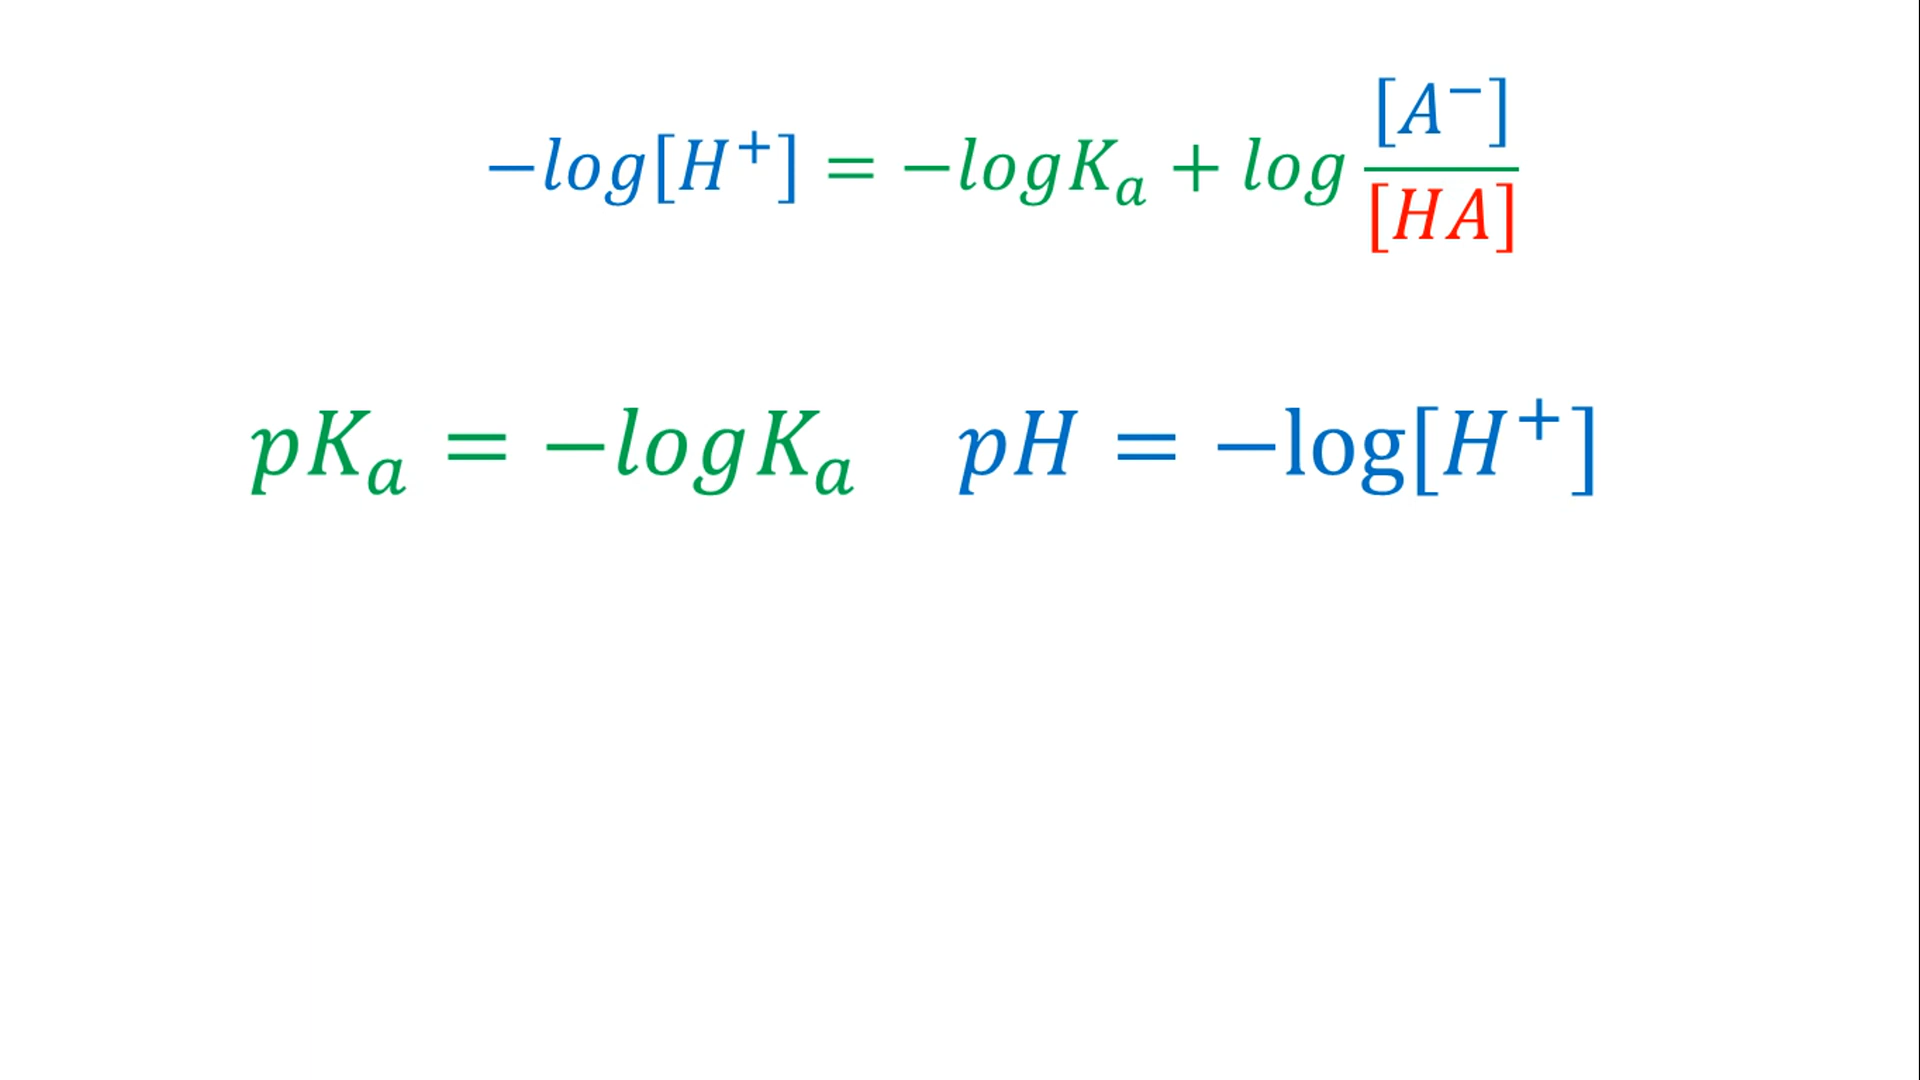 −log[H⁺] = −logKₐ + log [A⁻]/[HA]
pKₐ = −logKₐ pH = −log[H⁺]